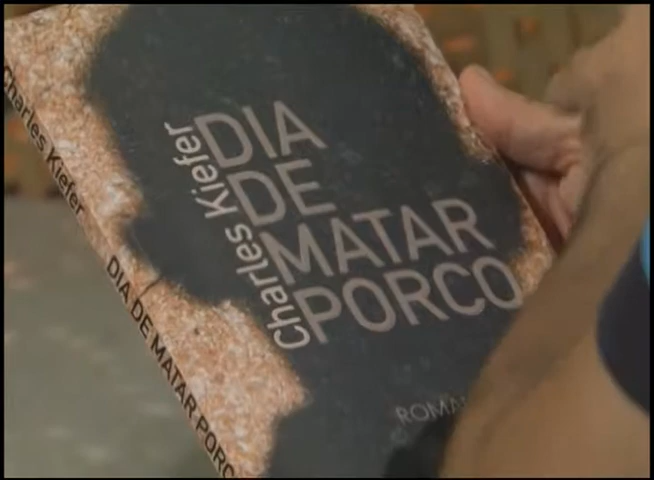 Charles Kiefer
DIA
DE
MATAR
PORCO
Charles Kiefer
DIA DE MATAR PORCO